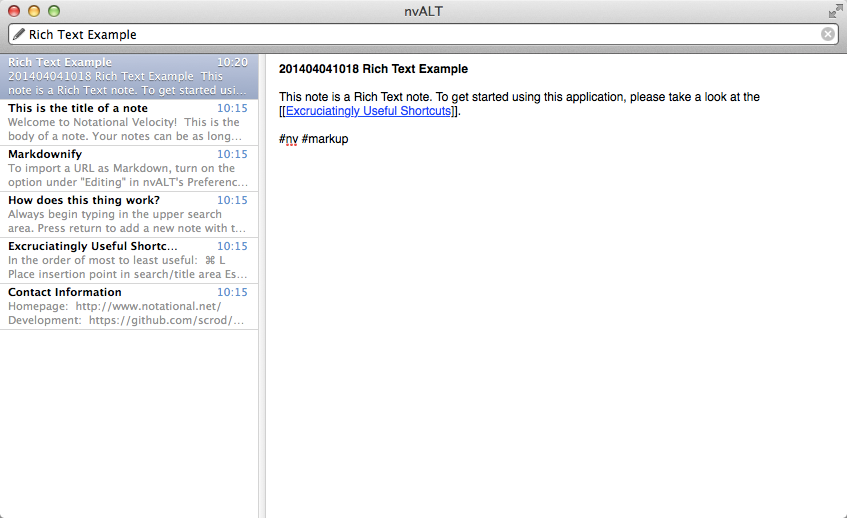 nvALT
Rich Text Example
Rich Text Example 10:20
201404041018 Rich Text Example This
note is a Rich Text note. To get started usi...
This is the title of a note 10:15
Welcome to Notational Velocity! This is the
body of a note. Your notes can be as long...
Markdownify 10:15
To import a URL as Markdown, turn on the
option under "Editing" in nvALT's Preferenc...
How does this thing work? 10:15
Always begin typing in the upper search
area. Press return to add a new note with t...
Excruciatingly Useful Shortc... 10:15
In the order of most to least useful: ⌘ L
Place insertion point in search/title area Es...
Contact Information 10:15
Homepage: http://www.notational.net/
Development: https://github.com/scrod/...
201404041018 Rich Text Example
This note is a Rich Text note. To get started using this application, please take a look at the
[[Excruciatingly Useful Shortcuts]].
#nv #markup